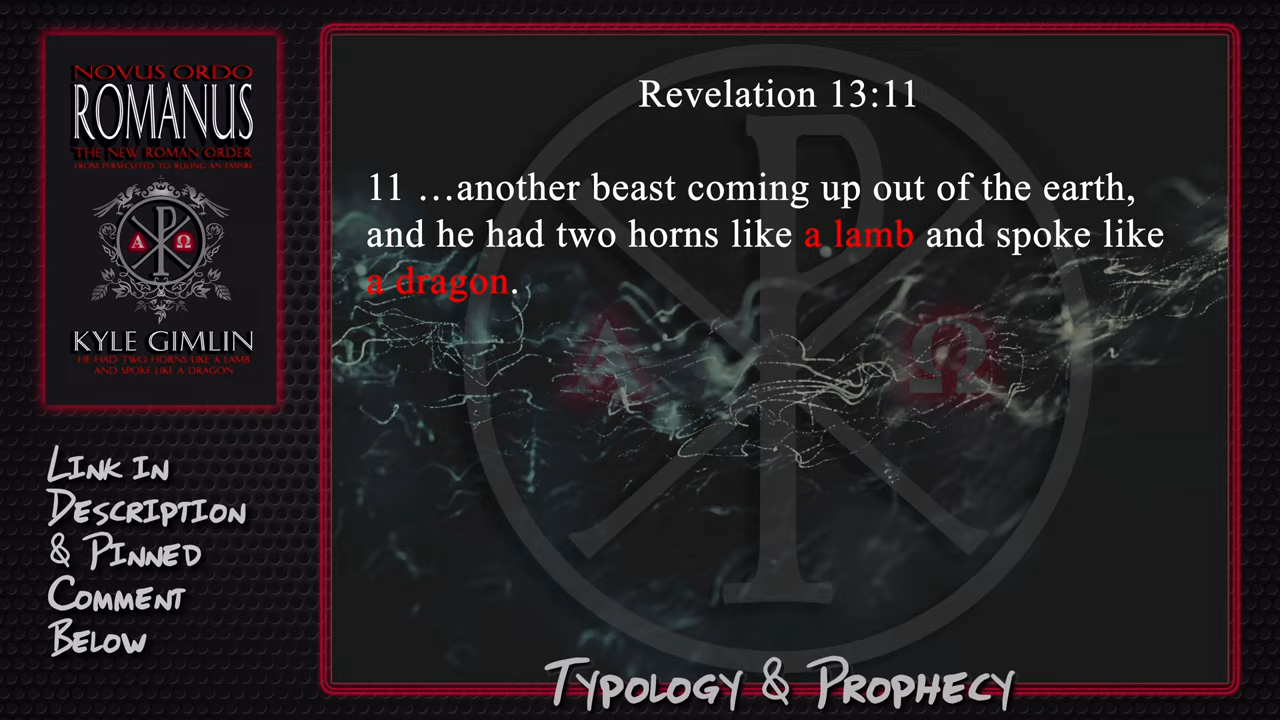 NOVUS ORDO
ROMANUS
THE NEW ROMAN ORDER
FROM PERSECUTED TO RULING AN EMPIRE
Α Ω
KYLE GIMLIN
HE HAD TWO HORNS LIKE A LAMB
AND SPOKE LIKE A DRAGON
Link in
Description
& Pinned
Comment
Below
Revelation 13:11
11 …another beast coming up out of the earth,
and he had two horns like a lamb and spoke like
a dragon.
Α Ω
Typology & Prophecy